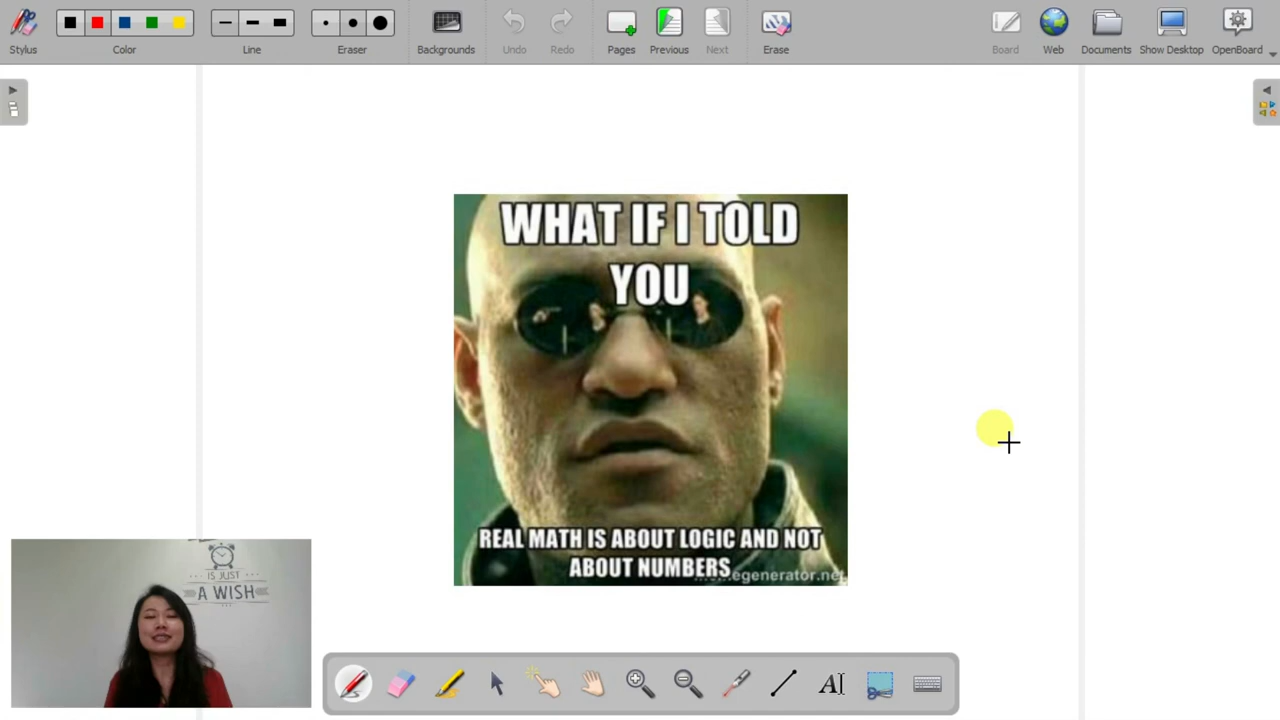 Stylus
Color
Line
Eraser
Backgrounds
Undo
Redo
Pages
Previous
Next
Erase
Board
Web
Documents
Show Desktop
OpenBoard
WHAT IF I TOLD
YOU
REAL MATH IS ABOUT LOGIC AND NOT
ABOUT NUMBERS
egenerator.net
IS JUST
A WISH